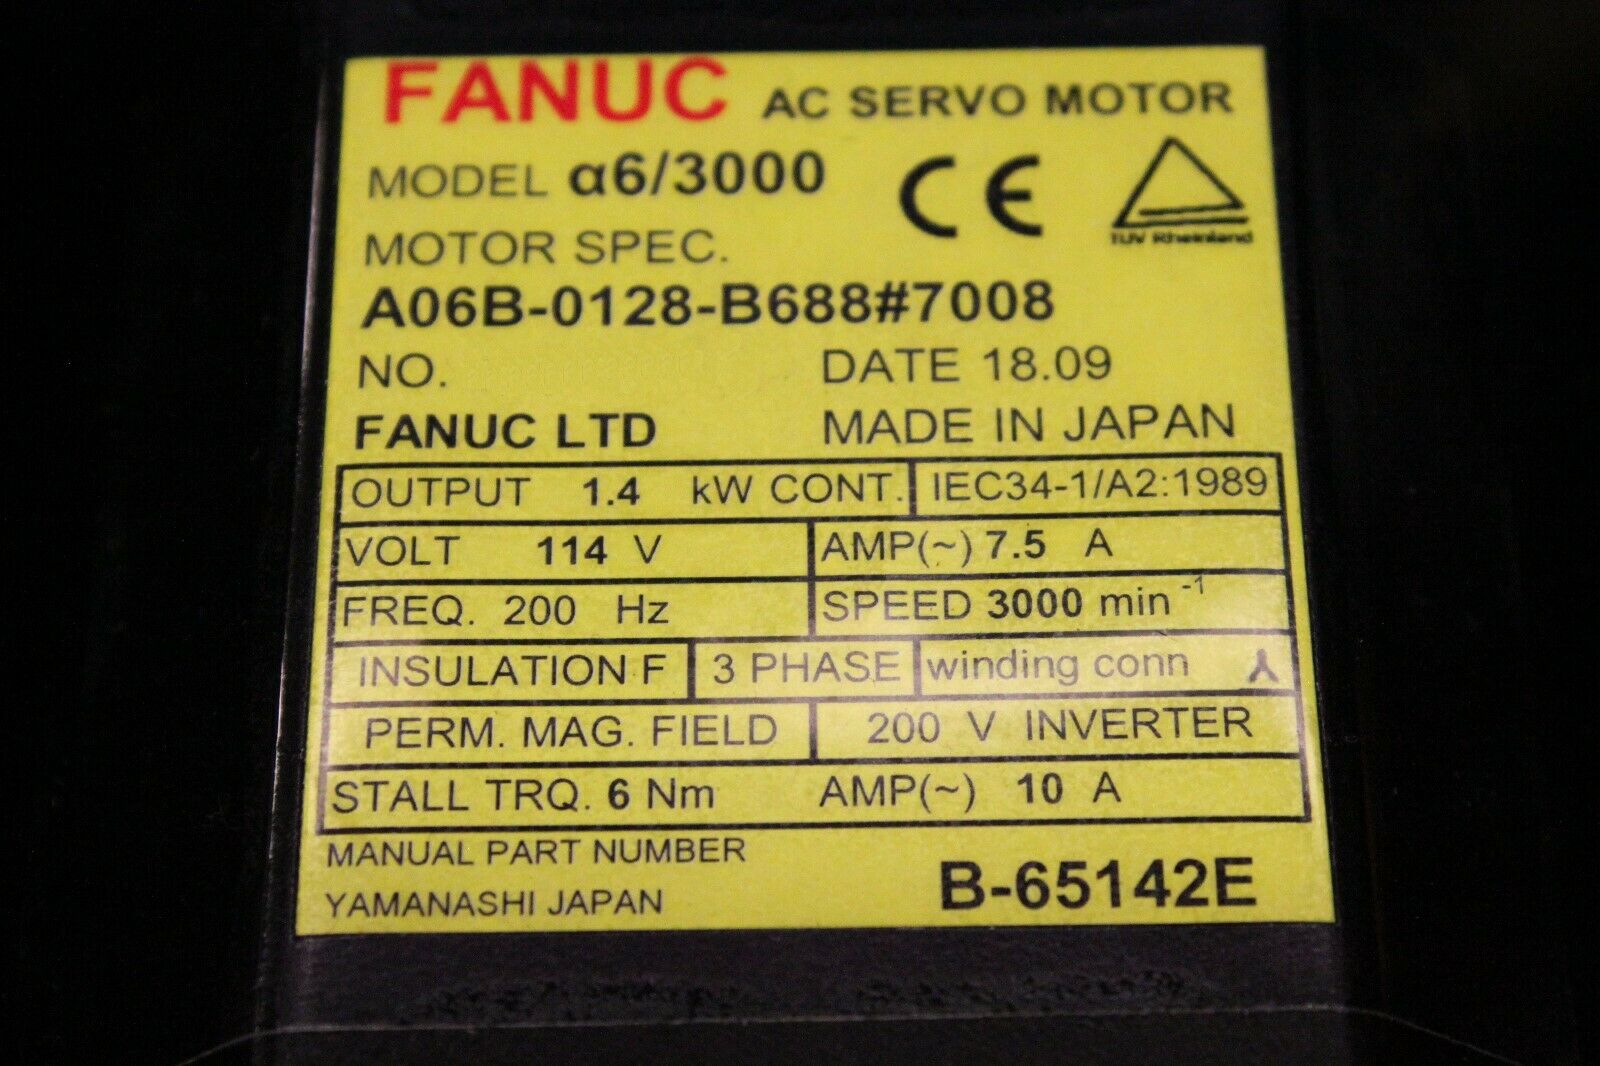 FANUC AC SERVO MOTOR
MODEL α6/3000
CE
TUV Rheinland
MOTOR SPEC.
A06B-0128-B688#7008
NO. DATE 18.09
FANUC LTD MADE IN JAPAN
OUTPUT 1.4 kW CONT. IEC34-1/A2:1989
VOLT 114 V AMP(~) 7.5 A
FREQ. 200 Hz SPEED 3000 min⁻¹
INSULATION F 3 PHASE winding conn
PERM. MAG. FIELD 200 V INVERTER
STALL TRQ. 6 Nm AMP(~) 10 A
MANUAL PART NUMBER
YAMANASHI JAPAN B-65142E